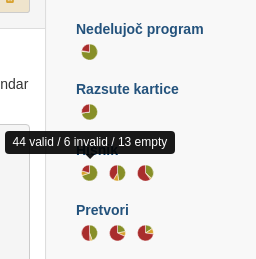 Nedelujoč program
ndar
Razsute kartice
44 valid / 6 invalid / 13 empty
Pretvori